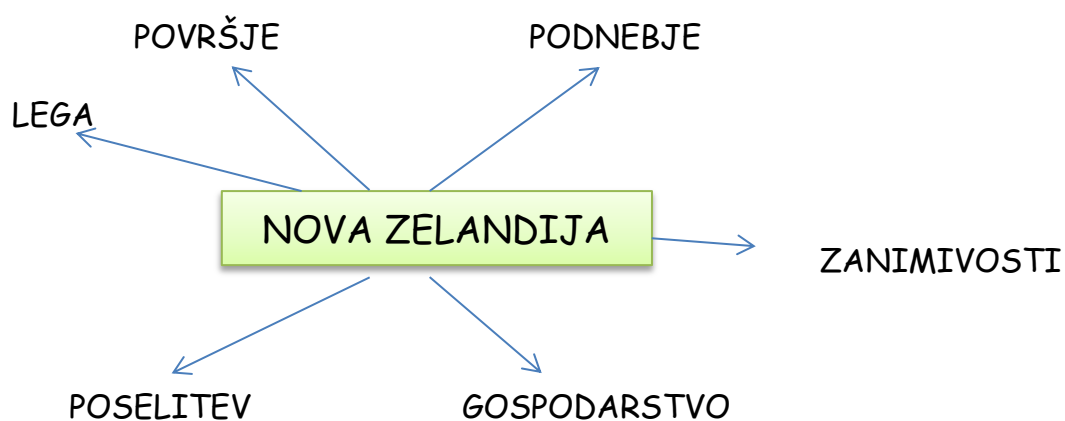 POVRŠJE
PODNEBJE
LEGA
NOVA ZELANDIJA
ZANIMIVOSTI
POSELITEV
GOSPODARSTVO